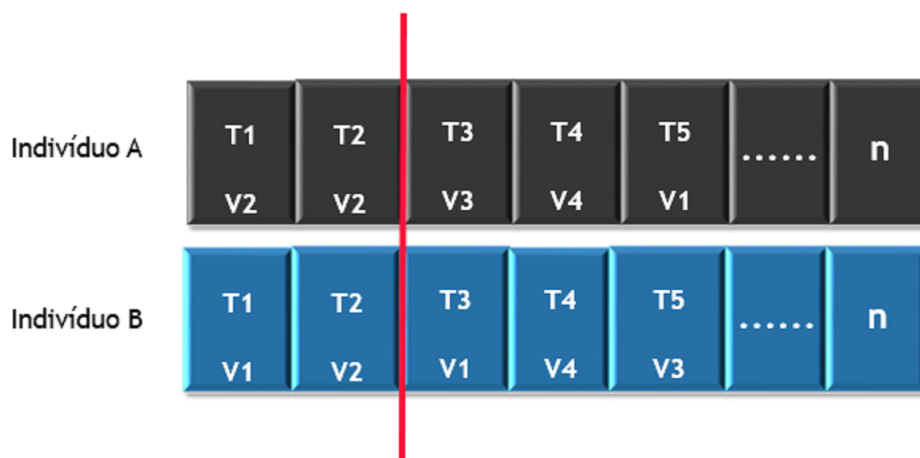 Indivíduo A
T1 T2 T3 T4 T5 ...... n
V2 V2 V3 V4 V1
Indivíduo B
T1 T2 T3 T4 T5 ...... n
V1 V2 V1 V4 V3